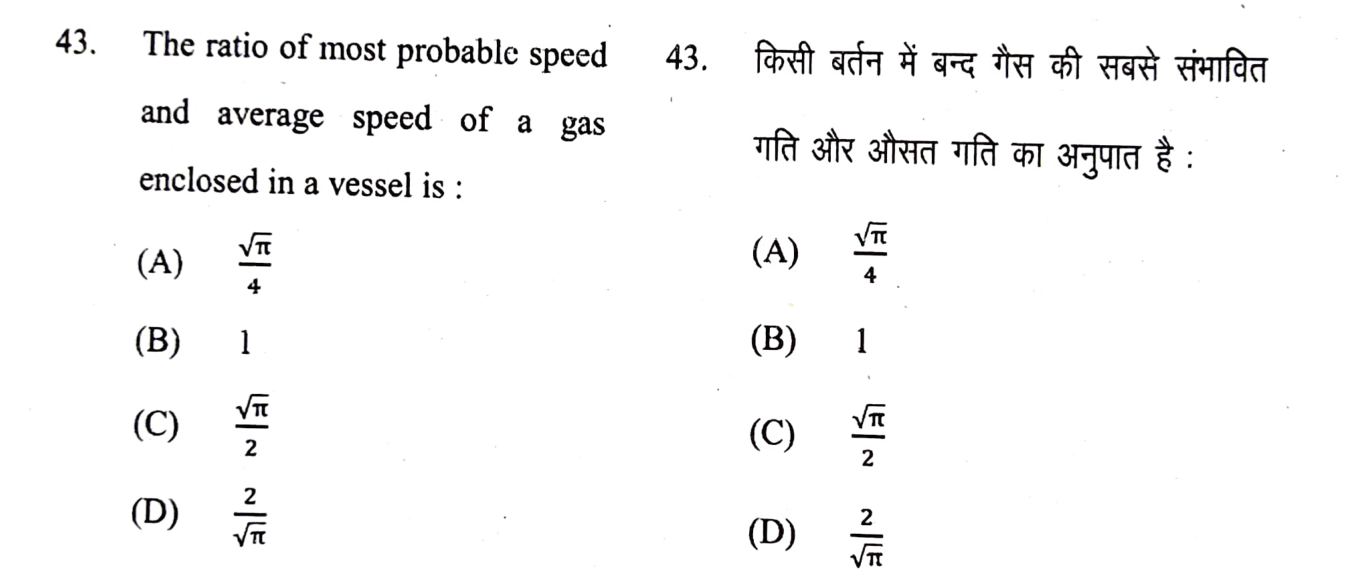 43. The ratio of most probable speed
and average speed of a gas
enclosed in a vessel is :
(A) √π/4
(B) 1
(C) √π/2
(D) 2/√π
43. किसी बर्तन में बन्द गैस की सबसे संभावित
गति और औसत गति का अनुपात है :
(A) √π/4
(B) 1
(C) √π/2
(D) 2/√π